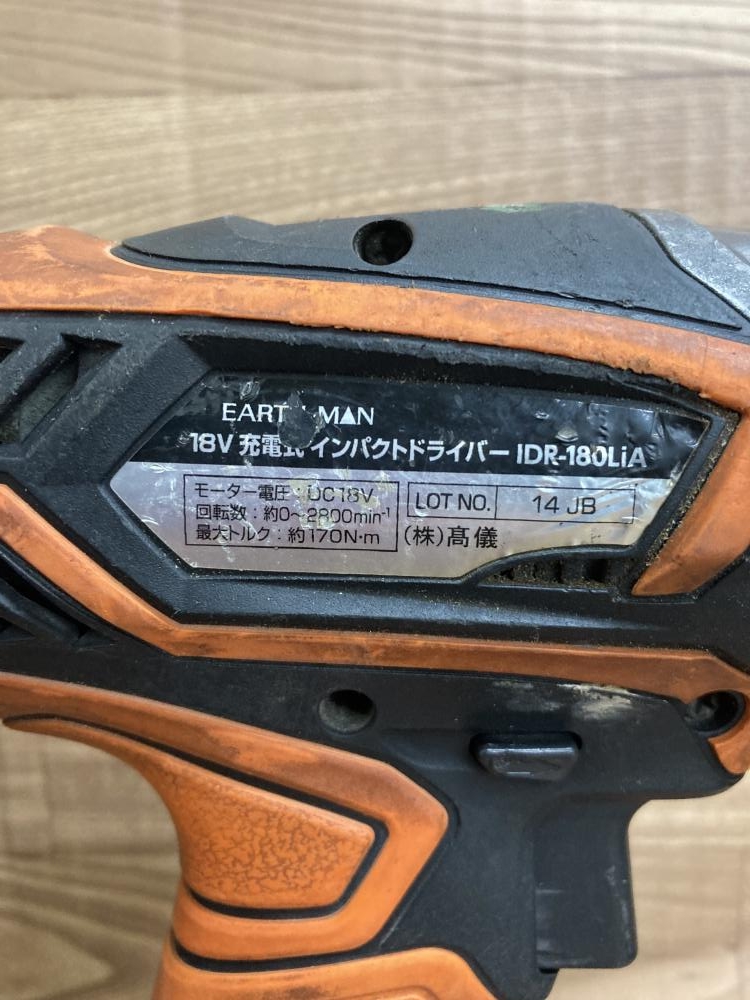 EARTH MAN
18V 充電式 インパクトドライバー IDR-180LiA
モーター電圧：DC18V
回転数：約0～2800min⁻¹
最大トルク：約170N・m
LOT NO. 14 JB
(株)髙儀